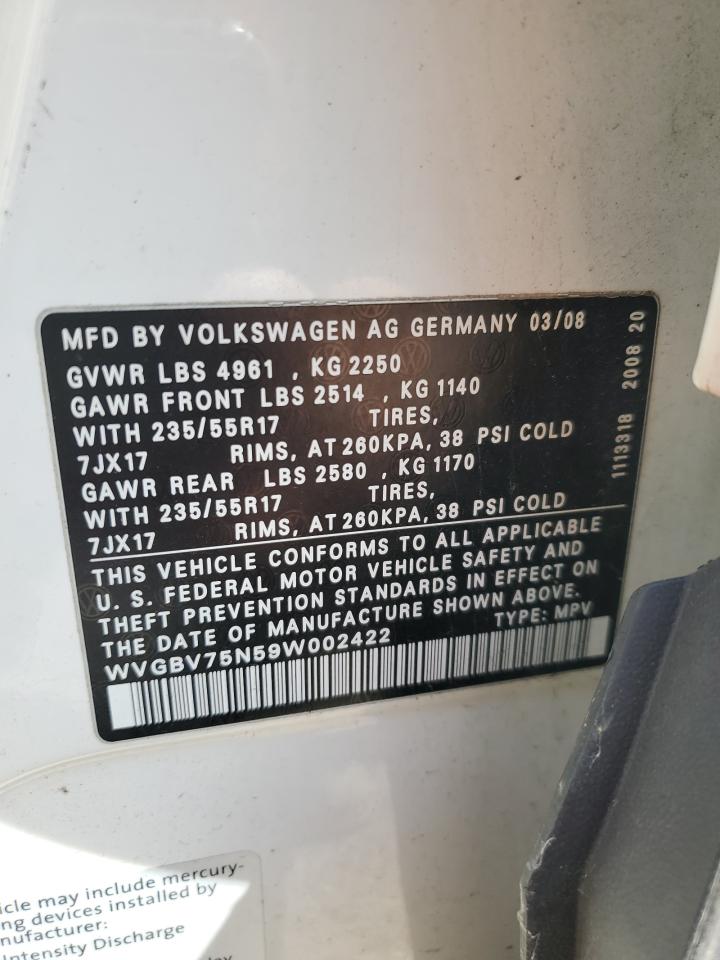 MFD BY VOLKSWAGEN AG GERMANY 03/08
GVWR LBS 4961 , KG 2250
GAWR FRONT LBS 2514 , KG 1140
WITH 235/55R17 TIRES,
7JX17 RIMS, AT 260KPA, 38 PSI COLD
GAWR REAR LBS 2580 , KG 1170
WITH 235/55R17 TIRES,
7JX17 RIMS, AT 260KPA, 38 PSI COLD
THIS VEHICLE CONFORMS TO ALL APPLICABLE
U. S. FEDERAL MOTOR VEHICLE SAFETY AND
THEFT PREVENTION STANDARDS IN EFFECT ON
THE DATE OF MANUFACTURE SHOWN ABOVE.
WVGBV75N59W002422 TYPE: MPV
1113318 2008 20
icle may include mercury-
ng devices installed by
nufacturer:
Intensity Discharge